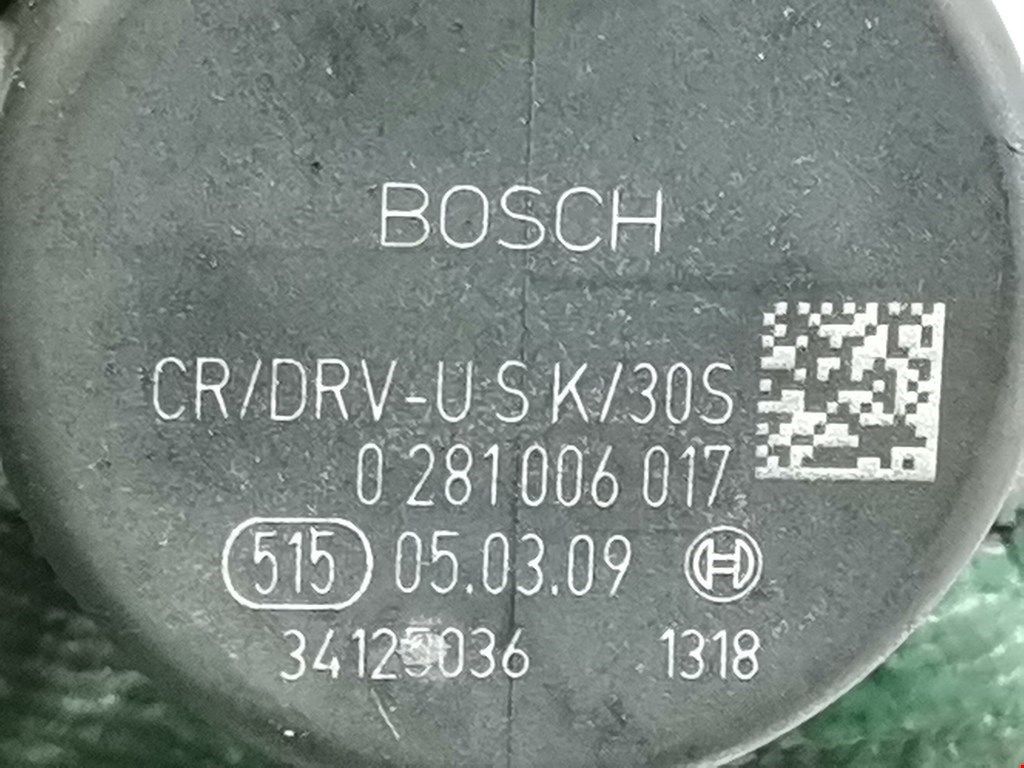 BOSCH
CR/DRV-U S K/30S
0 281 006 017
515 05.03.09
1318